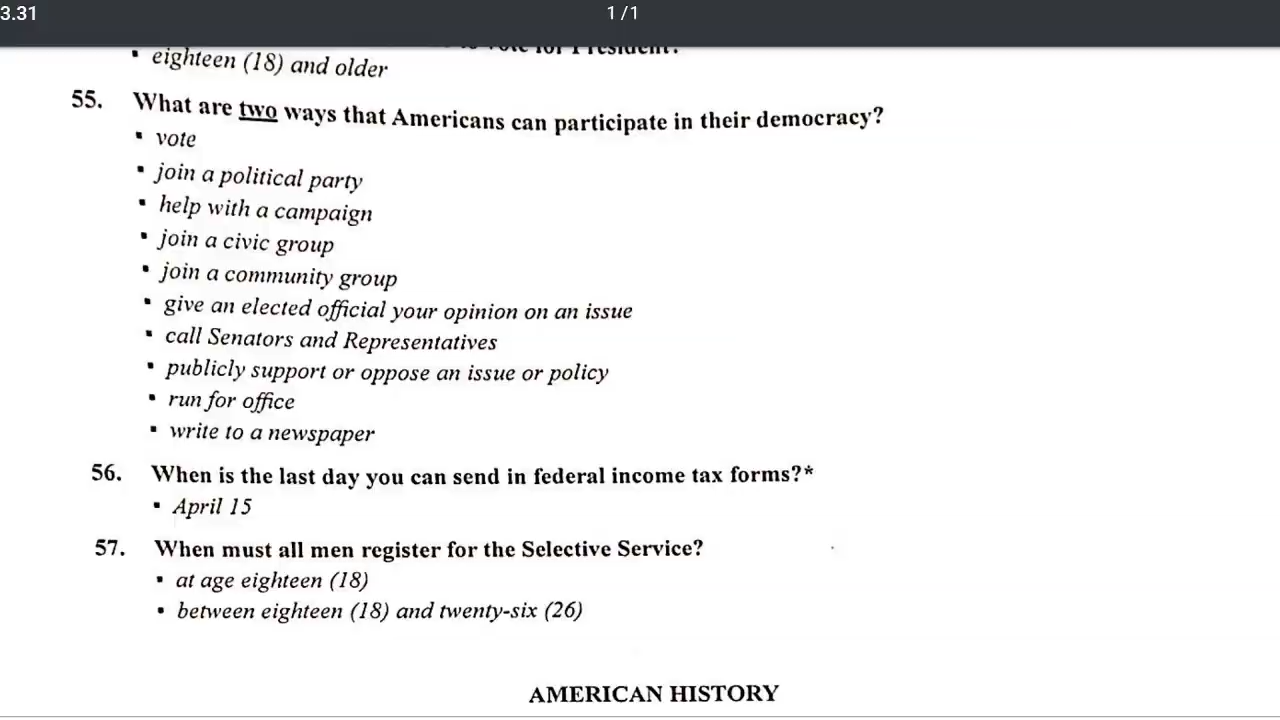 3.31
1 / 1
to vote for President?
▪ eighteen (18) and older
55. What are two ways that Americans can participate in their democracy?
▪ vote
▪ join a political party
▪ help with a campaign
▪ join a civic group
▪ join a community group
▪ give an elected official your opinion on an issue
▪ call Senators and Representatives
▪ publicly support or oppose an issue or policy
▪ run for office
▪ write to a newspaper
56. When is the last day you can send in federal income tax forms?*
▪ April 15
57. When must all men register for the Selective Service?
▪ at age eighteen (18)
▪ between eighteen (18) and twenty-six (26)
AMERICAN HISTORY